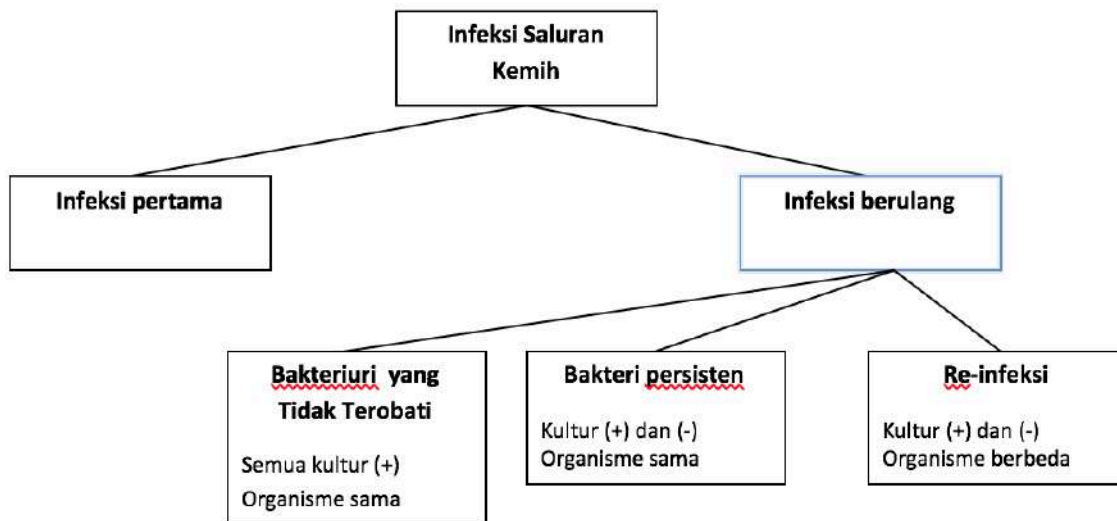 Infeksi Saluran
Kemih
Infeksi pertama
Infeksi berulang
Bakteriuri yang
Tidak Terobati
Semua kultur (+)
Organisme sama
Bakteri persisten
Kultur (+) dan (-)
Organisme sama
Re-infeksi
Kultur (+) dan (-)
Organisme berbeda